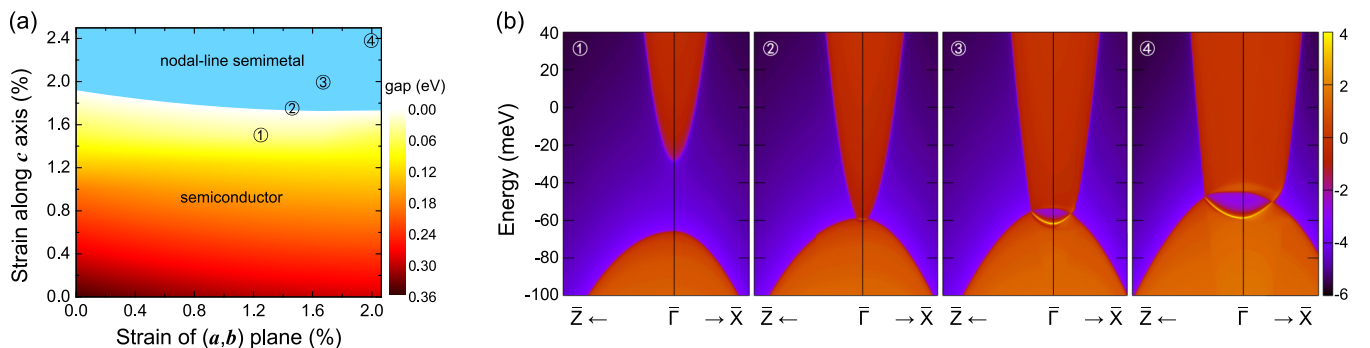 (a)
Strain along c axis (%)
2.4
2.0
1.6
1.2
0.8
0.4
0.0
nodal-line semimetal
④
③
②
①
semiconductor
0.0 0.4 0.8 1.2 1.6 2.0
Strain of (a,b) plane (%)
gap (eV)
0.00
0.06
0.12
0.18
0.24
0.30
0.36
(b)
Energy (meV)
40
20
0
-20
-40
-60
-80
-100
① ② ③ ④
Z̄ ← Γ̄ → X̄ Z̄ ← Γ̄ → X̄ Z̄ ← Γ̄ → X̄ Z̄ ← Γ̄ → X̄
4
2
0
-2
-4
-6